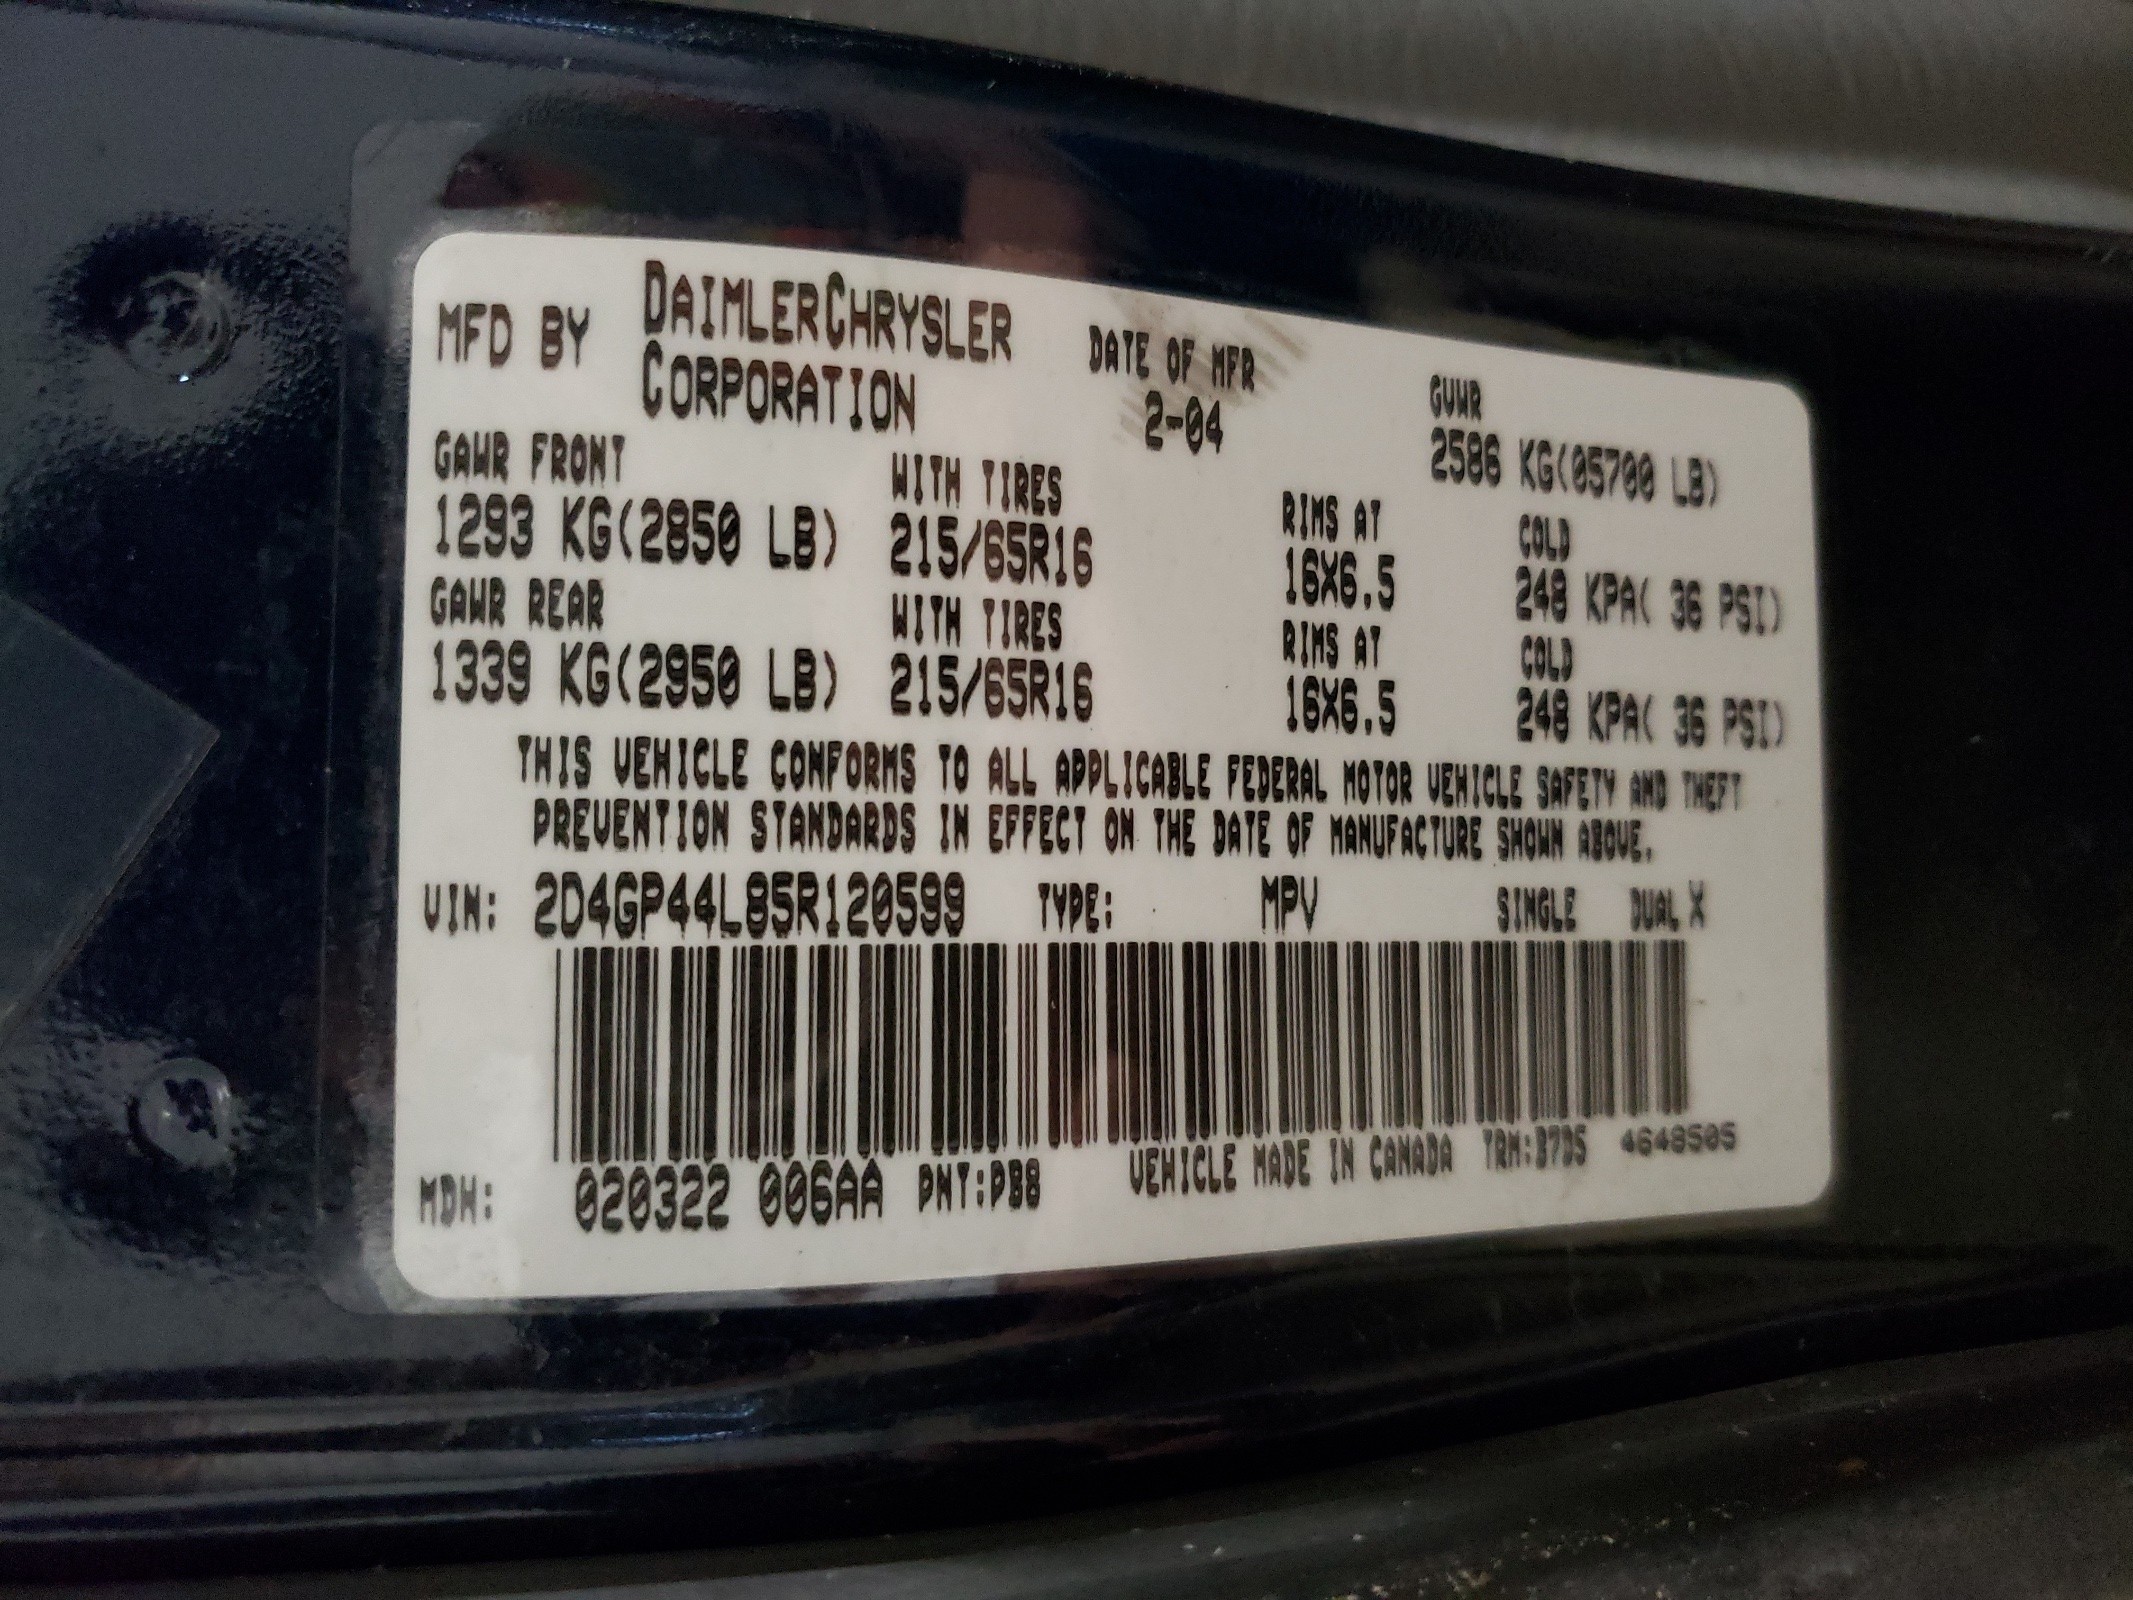 MFD BY DAIMLERCHRYSLER CORPORATION DATE OF MFR 2-04 GVWR 2586 KG(05700 LB)
GAWR FRONT WITH TIRES RIMS AT COLD
1293 KG(2850 LB) 215/65R16 16X6.5 248 KPA( 36 PSI)
GAWR REAR WITH TIRES RIMS AT COLD
1339 KG(2950 LB) 215/65R16 16X6.5 248 KPA( 36 PSI)
THIS VEHICLE CONFORMS TO ALL APPLICABLE FEDERAL MOTOR VEHICLE SAFETY AND THEFT
PREVENTION STANDARDS IN EFFECT ON THE DATE OF MANUFACTURE SHOWN ABOVE.
VIN: 2D4GP44L85R120599 TYPE: MPV SINGLE DUAL X
MDH: 020322 006AA PNT:PB8 VEHICLE MADE IN CANADA TRM:B7D5 4648505